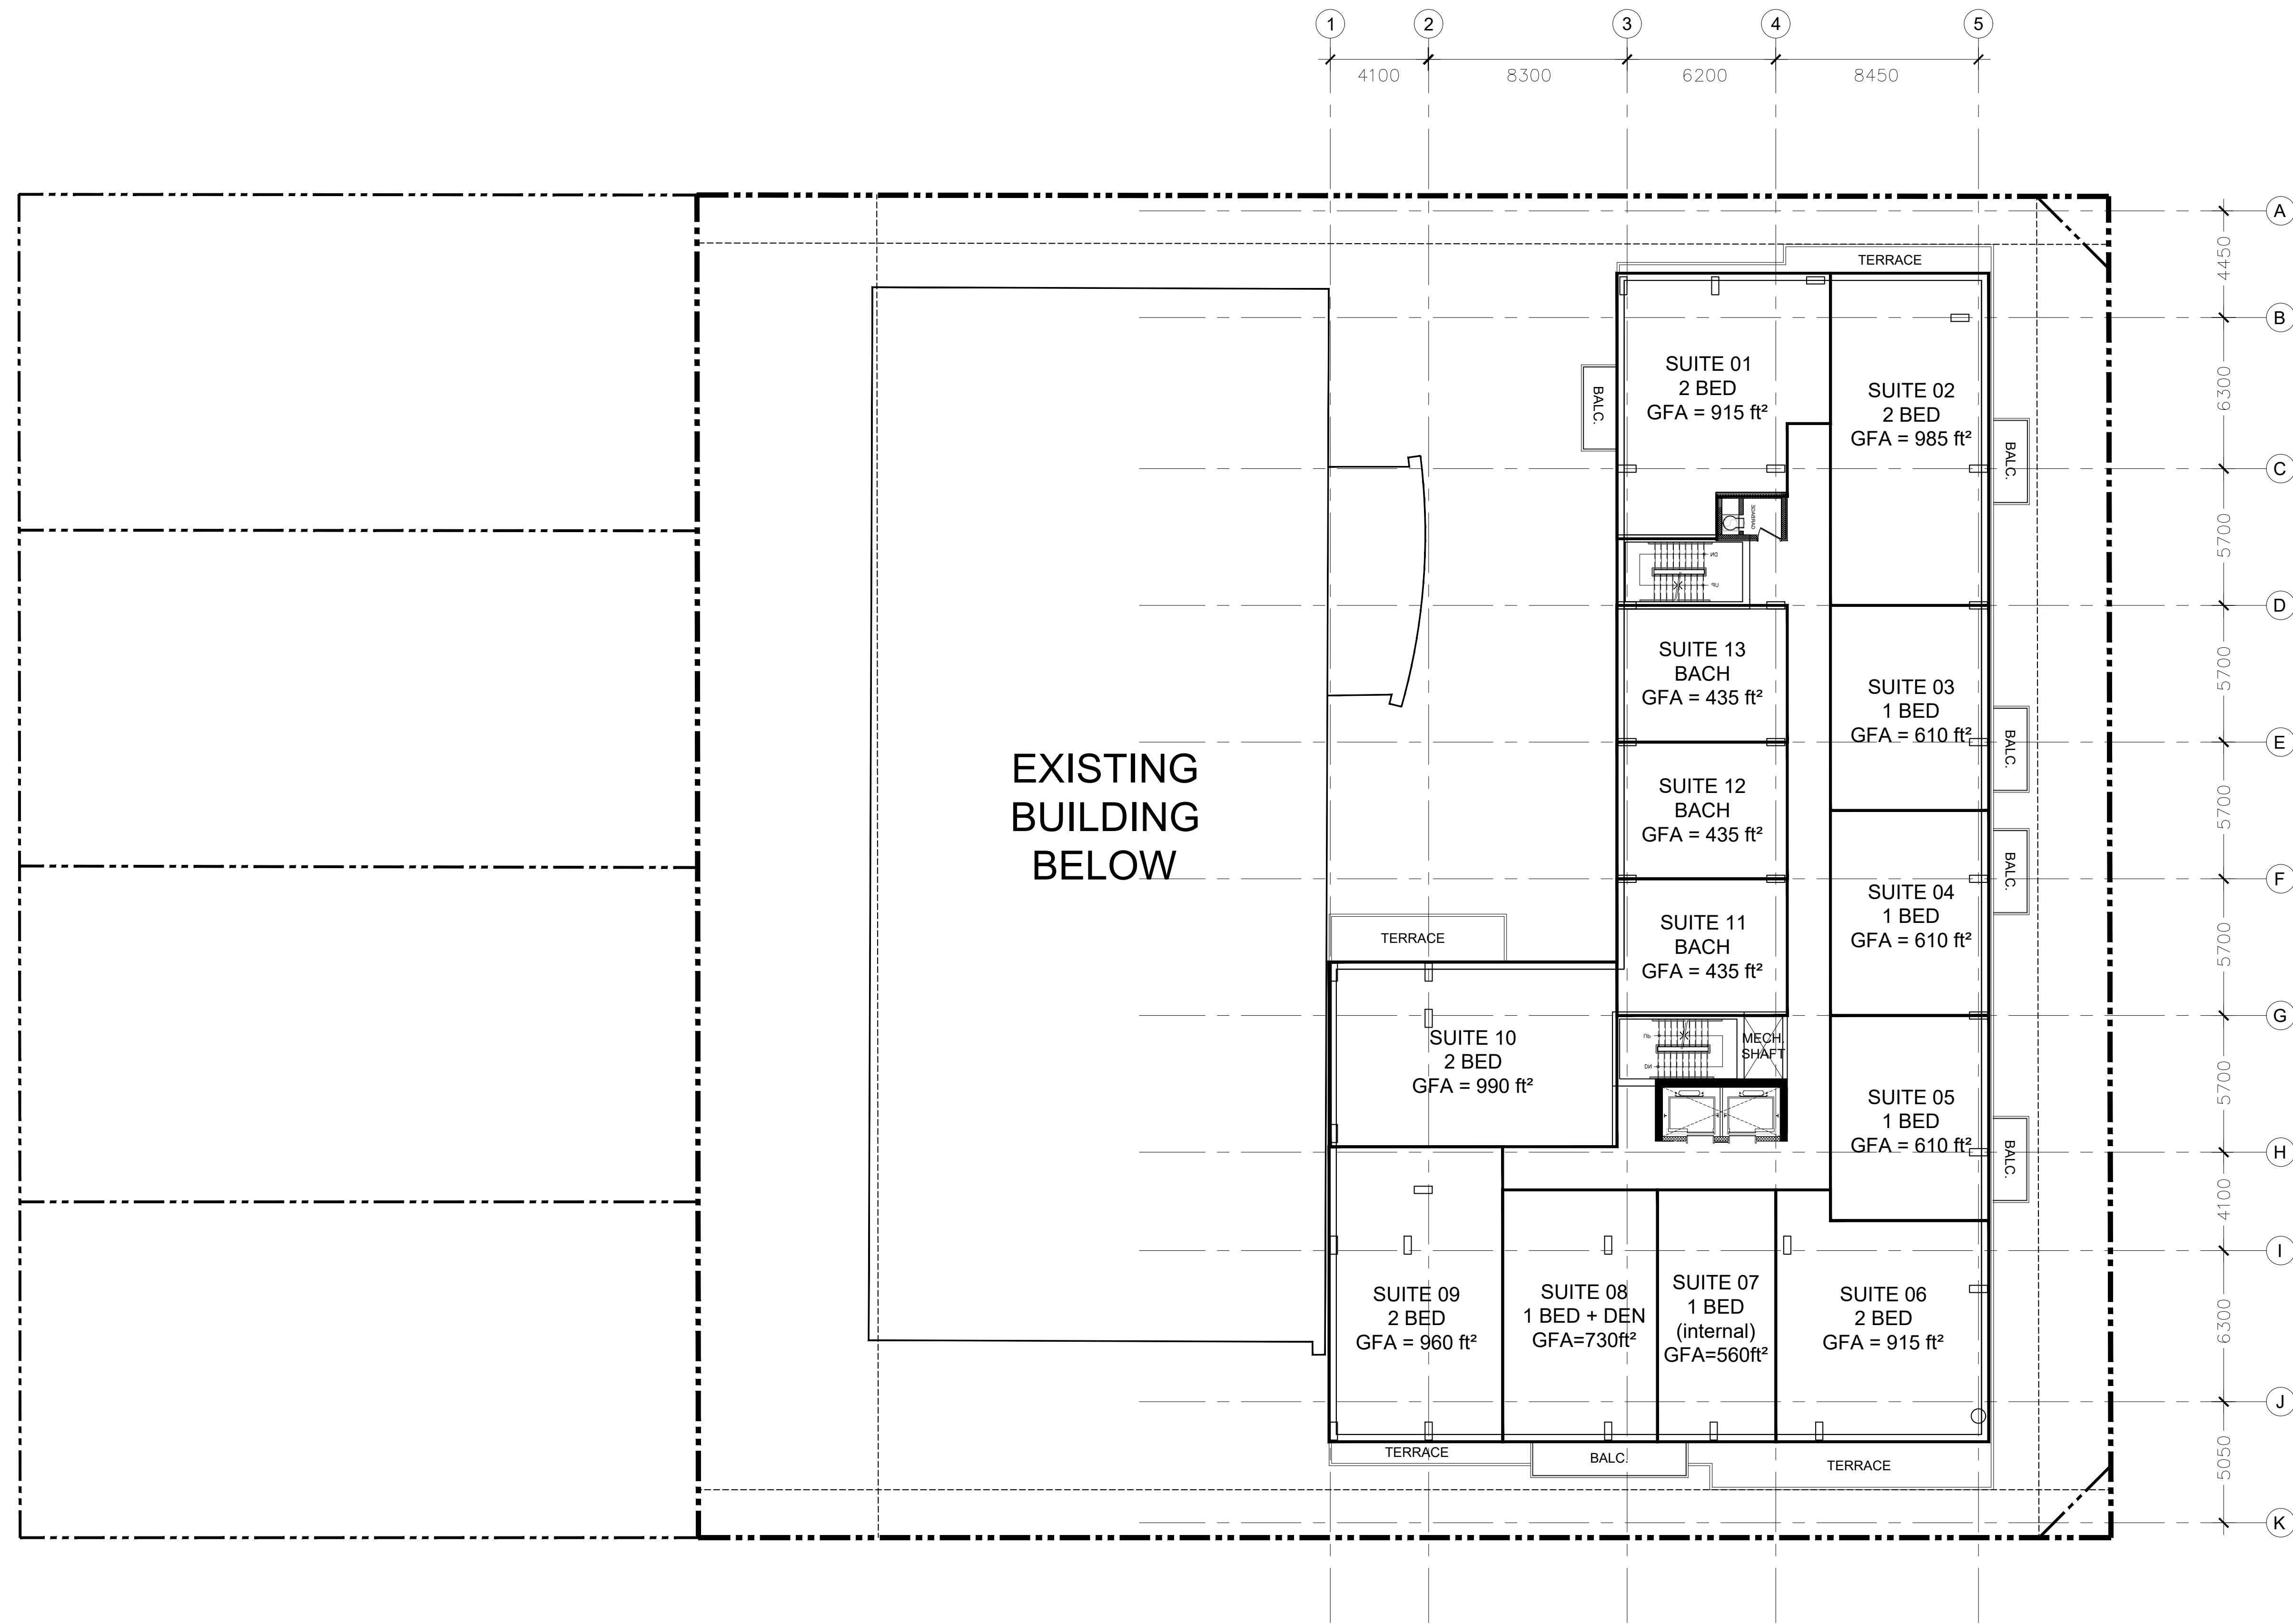 1
2
3
4
5
4100
8300
6200
8450
A
B
C
D
E
F
G
H
I
J
K
4450
6300
5700
5700
5700
5700
5700
4100
6300
5050
TERRACE
SUITE 01
2 BED
GFA = 915 ft²
BALC.
SUITE 02
2 BED
GFA = 985 ft²
BALC.
GARBAGE
DN
UP
SUITE 13
BACH
GFA = 435 ft²
SUITE 03
1 BED
GFA = 610 ft²
BALC.
EXISTING
BUILDING
BELOW
SUITE 12
BACH
GFA = 435 ft²
BALC.
SUITE 04
1 BED
GFA = 610 ft²
TERRACE
SUITE 11
BACH
GFA = 435 ft²
SUITE 10
2 BED
GFA = 990 ft²
UP
DN
MECH.
SHAFT
SUITE 05
1 BED
GFA = 610 ft²
BALC.
SUITE 09
2 BED
GFA = 960 ft²
SUITE 08
1 BED + DEN
GFA=730ft²
SUITE 07
1 BED
(internal)
GFA=560ft²
SUITE 06
2 BED
GFA = 915 ft²
TERRACE
BALC.
TERRACE